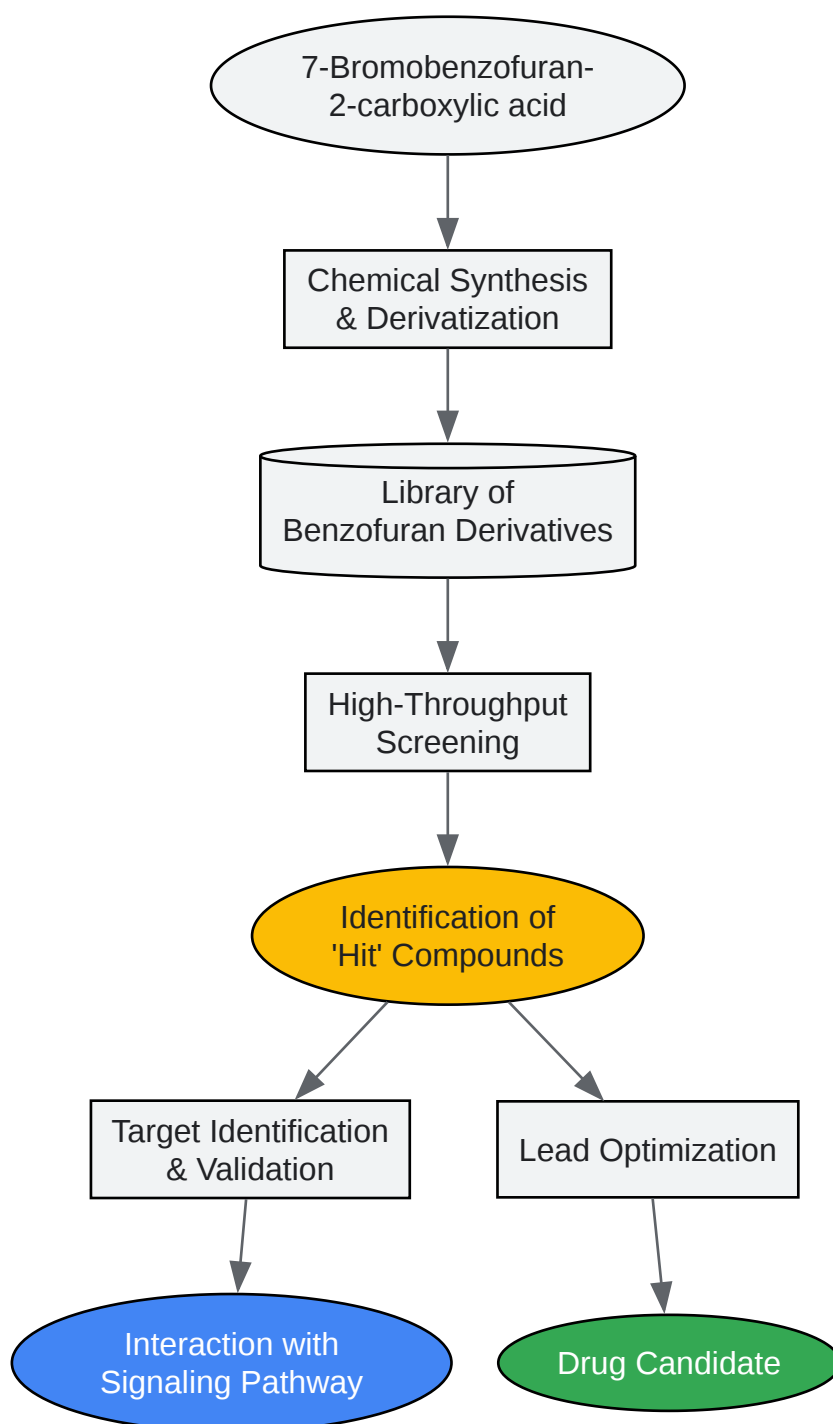 7-Bromobenzofuran-
2-carboxylic acid
Chemical Synthesis
& Derivatization
Library of
Benzofuran Derivatives
High-Throughput
Screening
Identification of
'Hit' Compounds
Target Identification
& Validation
Lead Optimization
Interaction with
Signaling Pathway
Drug Candidate